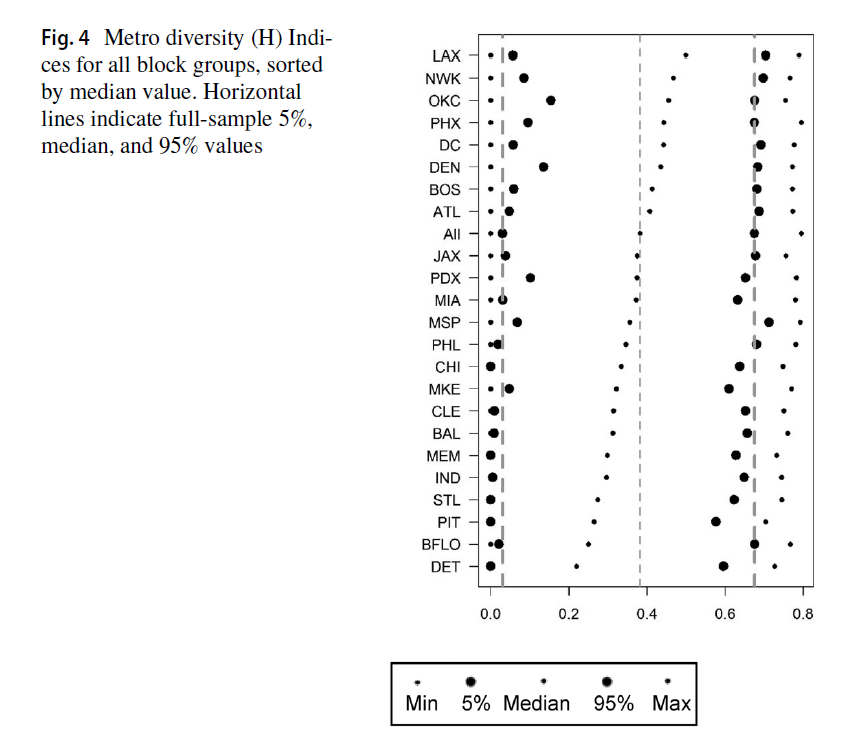 Fig. 4 Metro diversity (H) Indi-
ces for all block groups, sorted
by median value. Horizontal
lines indicate full-sample 5%,
median, and 95% values
LAX
NWK
OKC
PHX
DC
DEN
BOS
ATL
All
JAX
PDX
MIA
MSP
PHL
CHI
MKE
CLE
BAL
MEM
IND
STL
PIT
BFLO
DET
0.0 0.2 0.4 0.6 0.8
Min 5% Median 95% Max